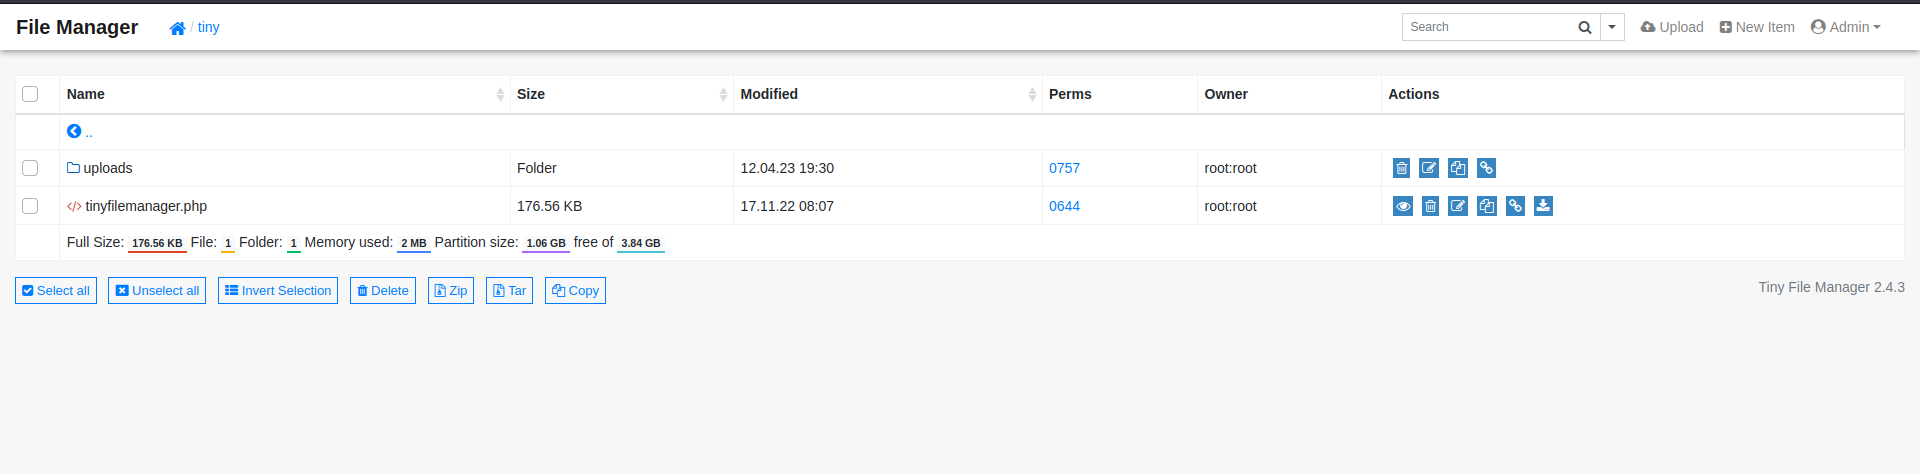 File Manager / tiny Search Upload New Item Admin
Name Size Modified Perms Owner Actions
..
uploads Folder 12.04.23 19:30 0757 root:root
tinyfilemanager.php 176.56 KB 17.11.22 08:07 0644 root:root
Full Size: 176.56 KB File: 1 Folder: 1 Memory used: 2 MB Partition size: 1.06 GB free of 3.84 GB
Select all Unselect all Invert Selection Delete Zip Tar Copy Tiny File Manager 2.4.3